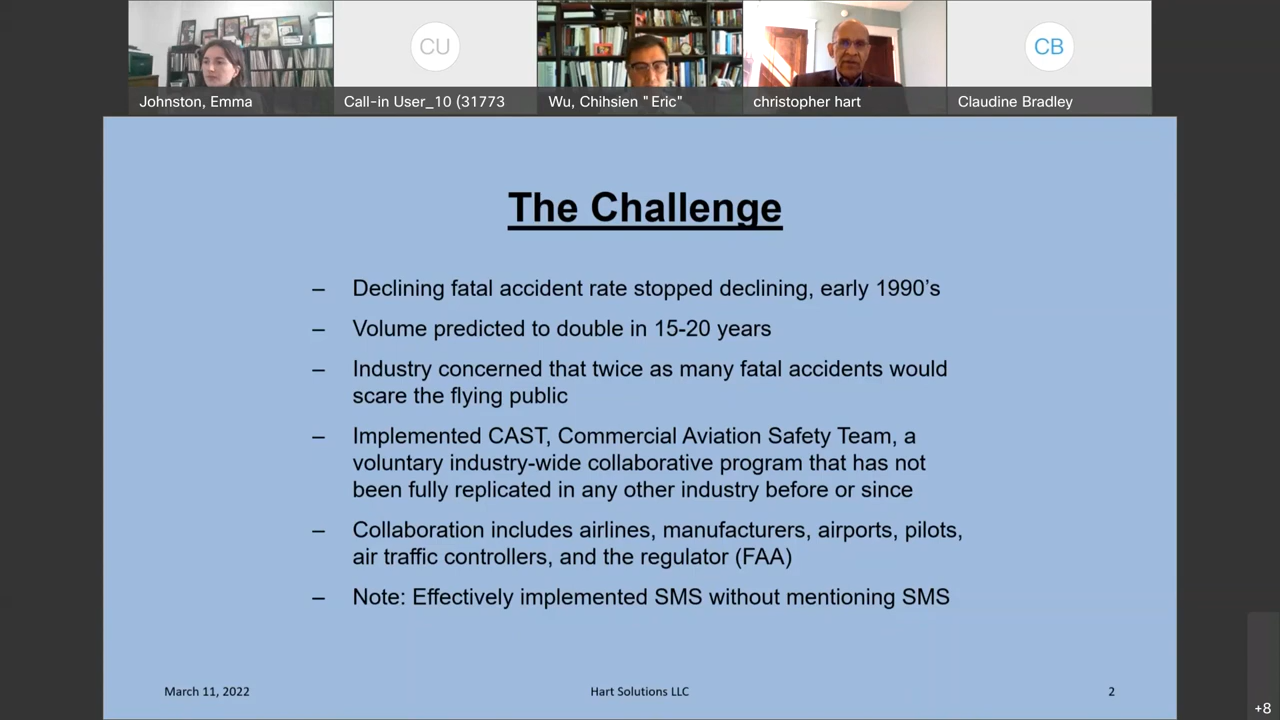 CU
CB
Johnston, Emma
Call-in User_10 (31773
Wu, Chihsien "Eric"
christopher hart
Claudine Bradley
The Challenge
– Declining fatal accident rate stopped declining, early 1990’s
– Volume predicted to double in 15-20 years
– Industry concerned that twice as many fatal accidents would
scare the flying public
– Implemented CAST, Commercial Aviation Safety Team, a
voluntary industry-wide collaborative program that has not
been fully replicated in any other industry before or since
– Collaboration includes airlines, manufacturers, airports, pilots,
air traffic controllers, and the regulator (FAA)
– Note: Effectively implemented SMS without mentioning SMS
March 11, 2022
Hart Solutions LLC
2
+8